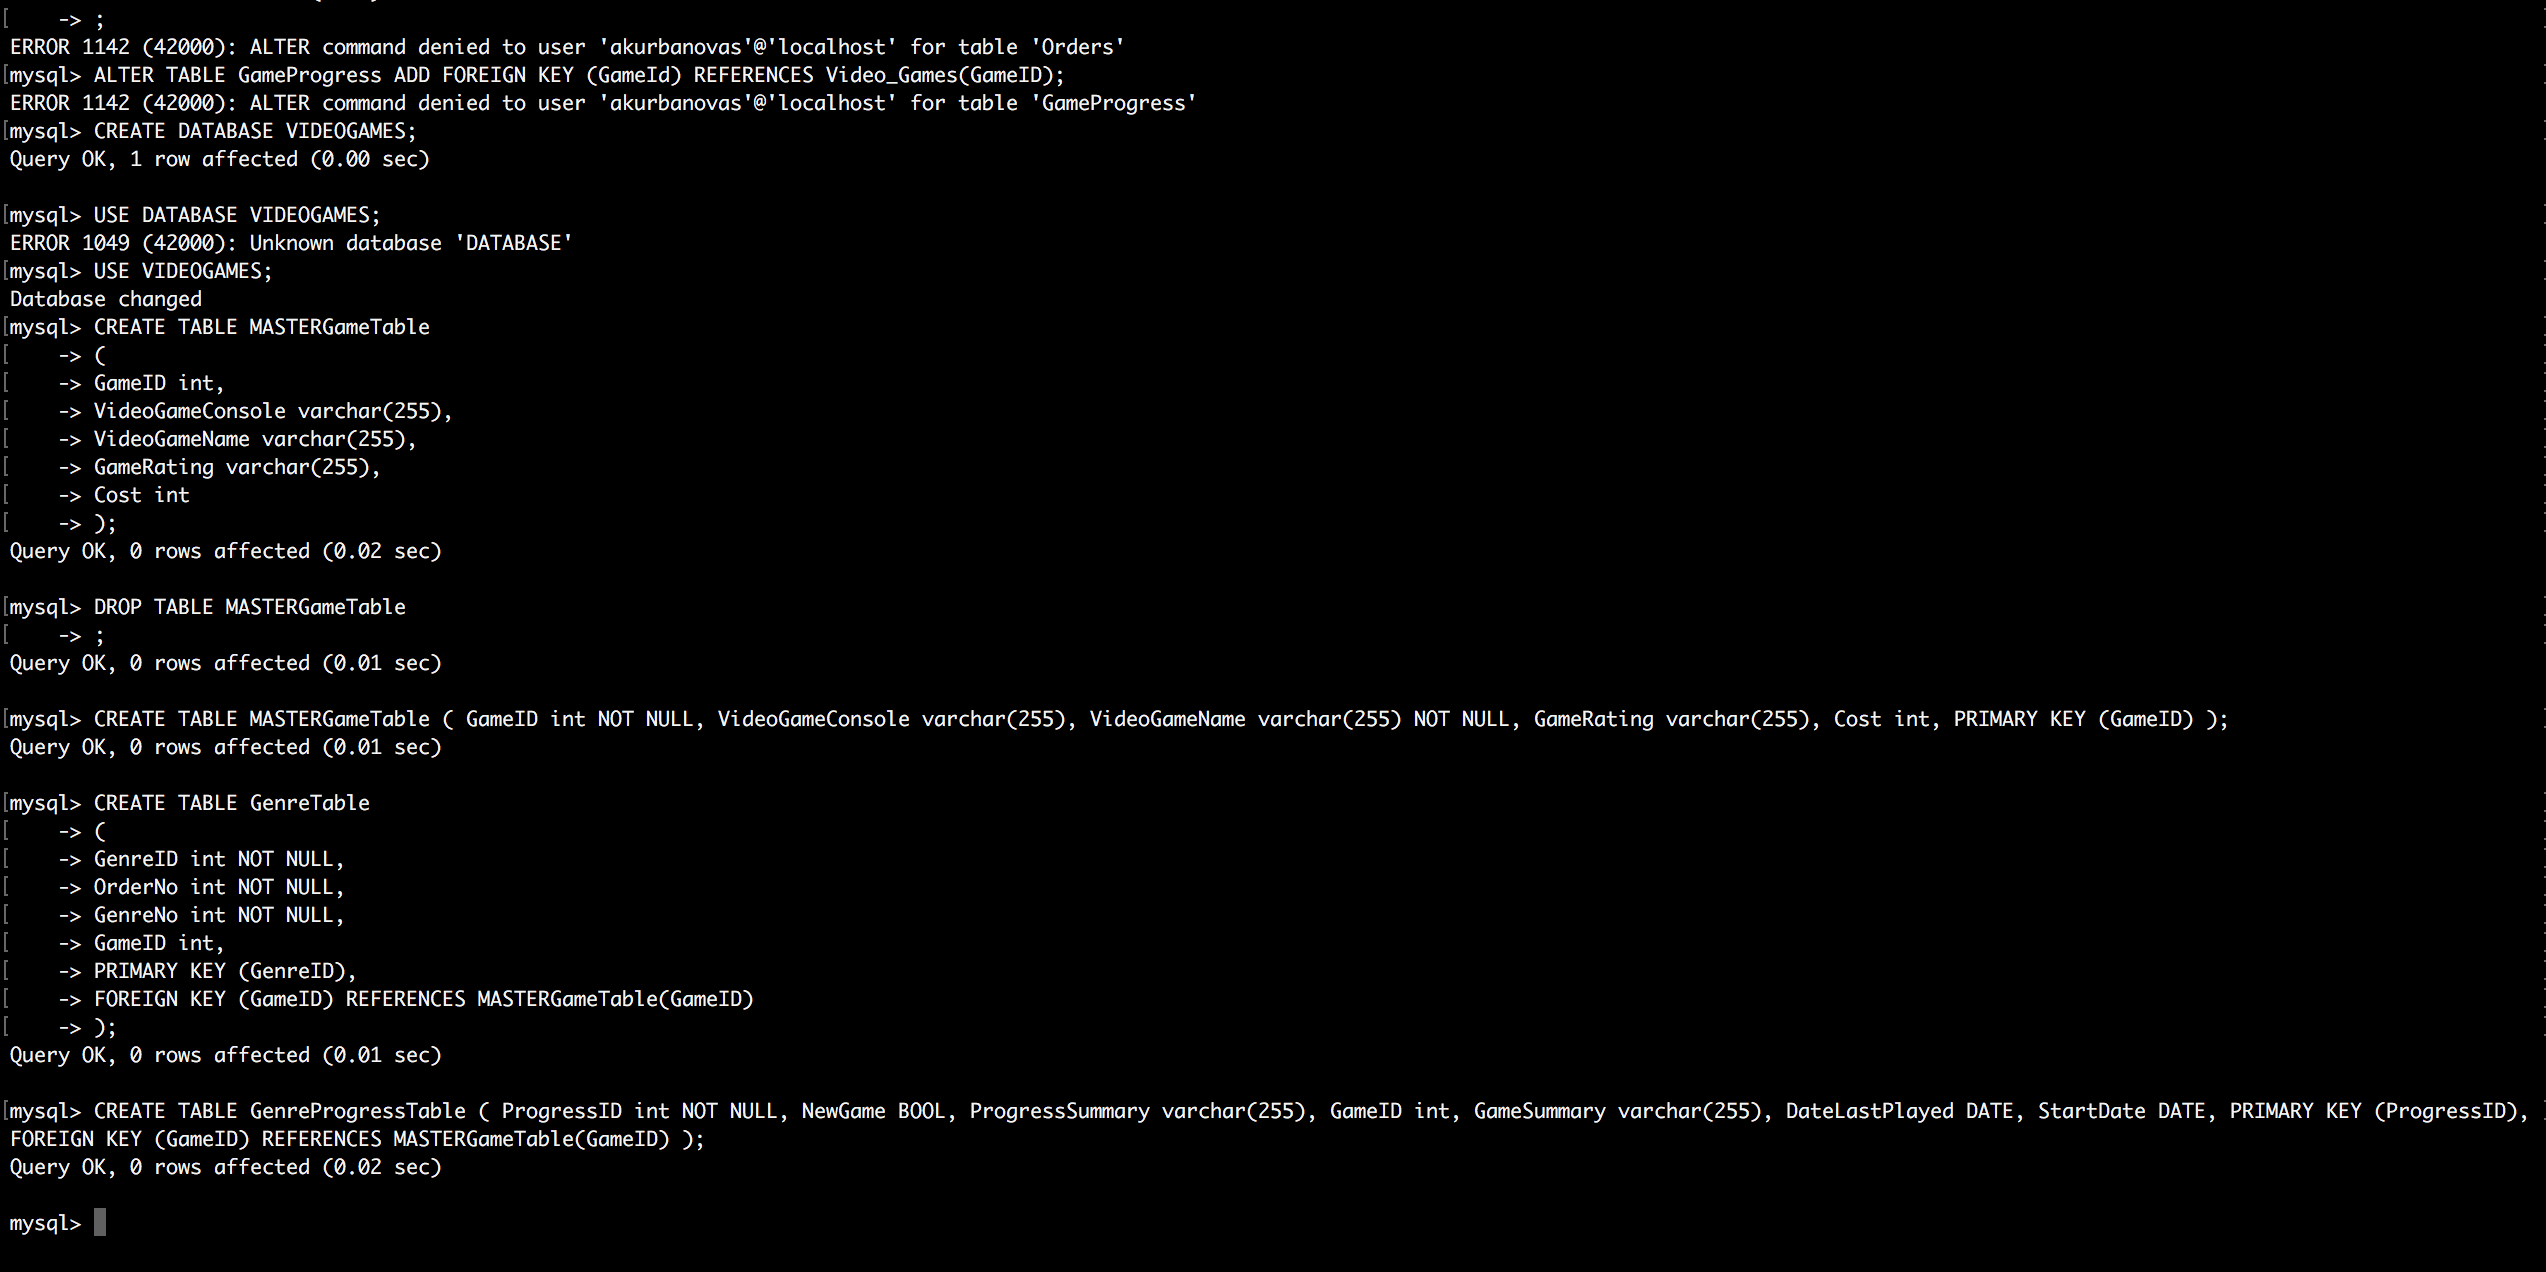 [    -> ;
ERROR 1142 (42000): ALTER command denied to user 'akurbanovas'@'localhost' for table 'Orders'
[mysql> ALTER TABLE GameProgress ADD FOREIGN KEY (GameId) REFERENCES Video_Games(GameID);
ERROR 1142 (42000): ALTER command denied to user 'akurbanovas'@'localhost' for table 'GameProgress'
[mysql> CREATE DATABASE VIDEOGAMES;
Query OK, 1 row affected (0.00 sec)
[mysql> USE DATABASE VIDEOGAMES;
ERROR 1049 (42000): Unknown database 'DATABASE'
[mysql> USE VIDEOGAMES;
Database changed
[mysql> CREATE TABLE MASTERGameTable
[    -> (
[    -> GameID int,
[    -> VideoGameConsole varchar(255),
[    -> VideoGameName varchar(255),
[    -> GameRating varchar(255),
[    -> Cost int
[    -> );
Query OK, 0 rows affected (0.02 sec)
[mysql> DROP TABLE MASTERGameTable
[    -> ;
Query OK, 0 rows affected (0.01 sec)
[mysql> CREATE TABLE MASTERGameTable ( GameID int NOT NULL, VideoGameConsole varchar(255), VideoGameName varchar(255) NOT NULL, GameRating varchar(255), Cost int, PRIMARY KEY (GameID) );
Query OK, 0 rows affected (0.01 sec)
[mysql> CREATE TABLE GenreTable
[    -> (
[    -> GenreID int NOT NULL,
[    -> OrderNo int NOT NULL,
[    -> GenreNo int NOT NULL,
[    -> GameID int,
[    -> PRIMARY KEY (GenreID),
[    -> FOREIGN KEY (GameID) REFERENCES MASTERGameTable(GameID)
[    -> );
Query OK, 0 rows affected (0.01 sec)
[mysql> CREATE TABLE GenreProgressTable ( ProgressID int NOT NULL, NewGame BOOL, ProgressSummary varchar(255), GameID int, GameSummary varchar(255), DateLastPlayed DATE, StartDate DATE, PRIMARY KEY (ProgressID),
FOREIGN KEY (GameID) REFERENCES MASTERGameTable(GameID) );
Query OK, 0 rows affected (0.02 sec)
mysql>